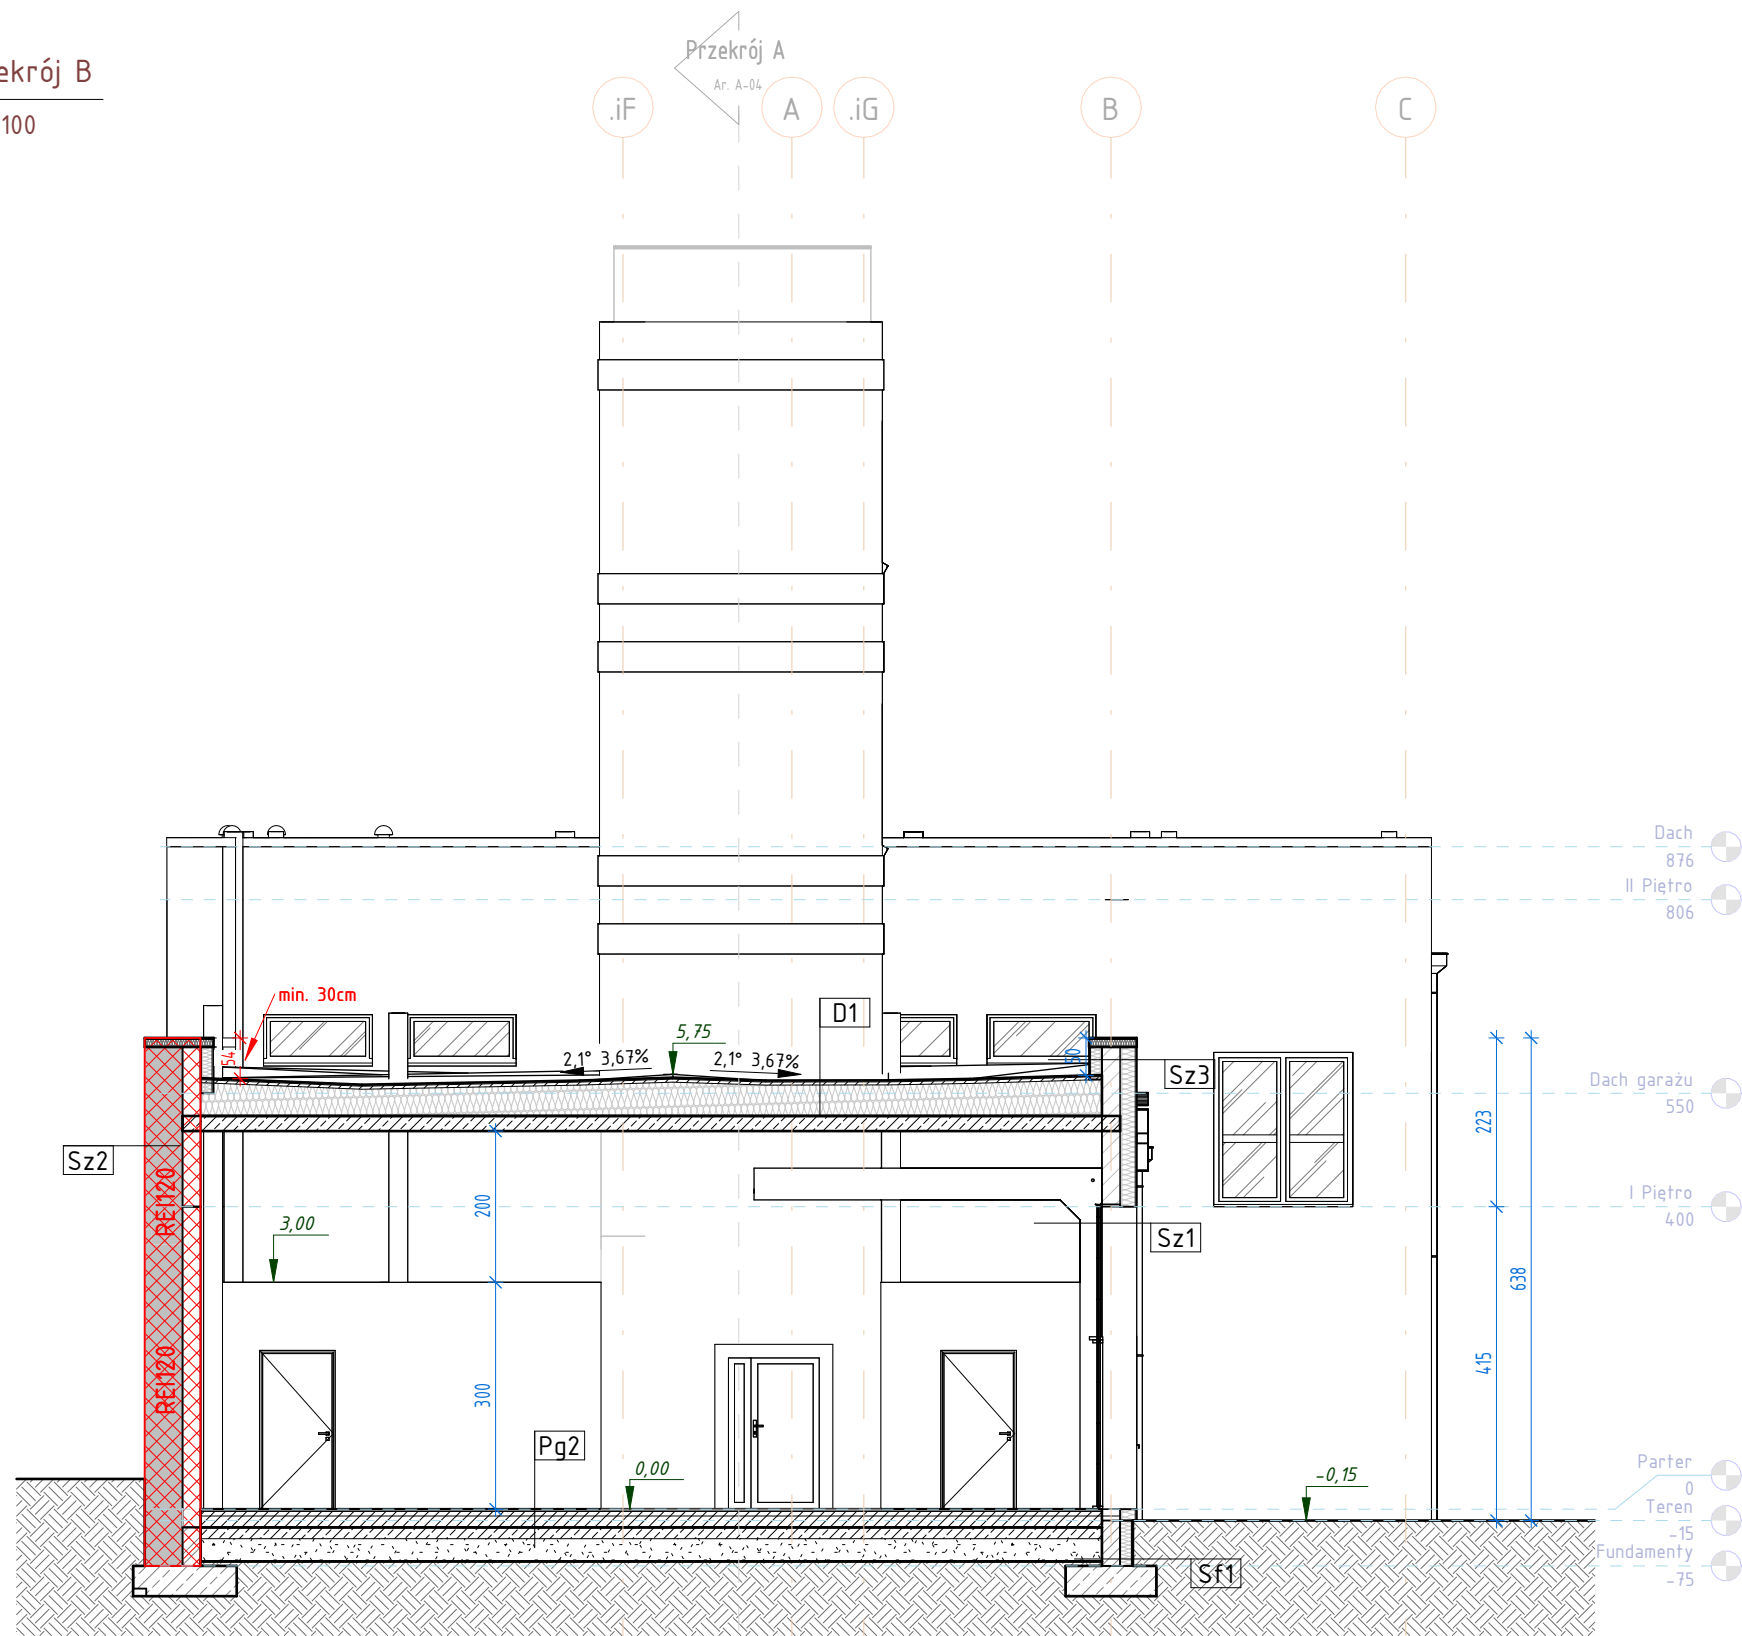 ekrój B
100
Przekrój A
Ar. A-04
.iF
A
.iG
B
C
Dach
876
II Piętro
806
min. 30cm
54
D1
5,75
2,1° 3,67%
2,1° 3,67%
50
Sz3
Dach garażu
550
223
Sz2
REI120
200
3,00
Sz1
I Piętro
400
638
REI120
300
415
Pg2
0,00
-0,15
Parter
0
Teren
-15
Fundamenty
-75
Sf1